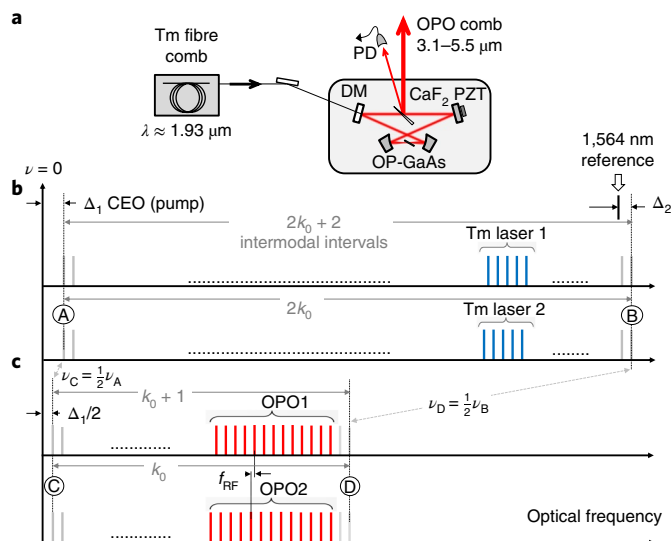 a
Tm fibre
comb
λ ≈ 1.93 μm
PD
OPO comb
3.1–5.5 μm
DM
CaF2 PZT
OP-GaAs
1,564 nm
reference
ν = 0
b
Δ1 CEO (pump)
Δ2
2k0 + 2
intermodal intervals
Tm laser 1
A
2k0
B
Tm laser 2
c
νC = ½νA
k0 + 1
νD = ½νB
Δ1/2
OPO1
C
k0
fRF
OPO2
D
Optical frequency